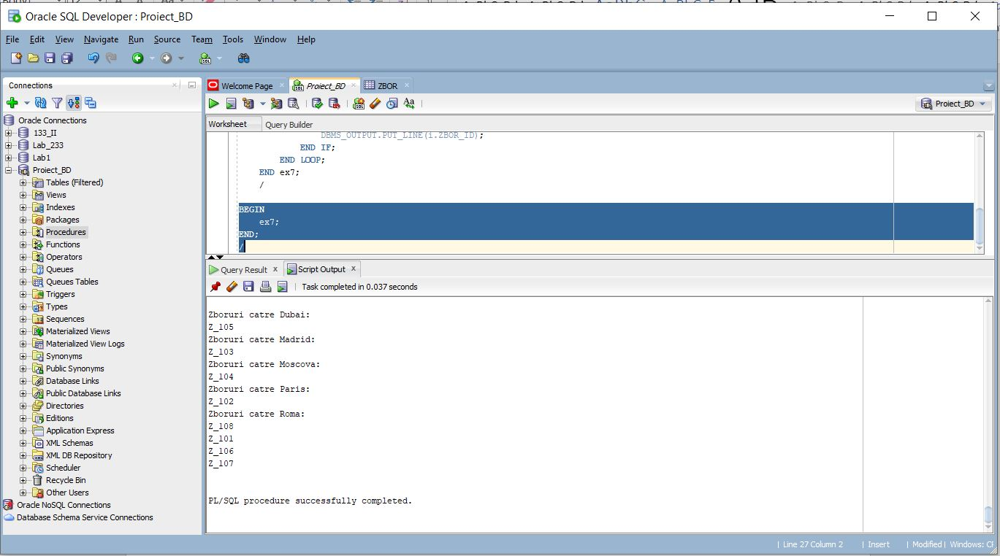 Oracle SQL Developer : Proiect_BD
File Edit View Navigate Run Source Team Tools Window Help
Connections
Oracle Connections
133_II
Lab_233
Lab1
Proiect_BD
Tables (Filtered)
Views
Indexes
Packages
Procedures
Functions
Operators
Queues
Queues Tables
Triggers
Types
Sequences
Materialized Views
Materialized View Logs
Synonyms
Public Synonyms
Database Links
Public Database Links
Directories
Editions
Application Express
XML Schemas
XML DB Repository
Scheduler
Recycle Bin
Other Users
Oracle NoSQL Connections
Database Schema Service Connections
Welcome Page Proiect_BD ZBOR
Proiect_BD
Worksheet Query Builder
DBMS_OUTPUT.PUT_LINE(i.ZBOR_ID);
END IF;
END LOOP;
END ex7;
/
BEGIN
ex7;
END;
/
Query Result x Script Output x
Task completed in 0.037 seconds
Zboruri catre Dubai:
Z_105
Zboruri catre Madrid:
Z_103
Zboruri catre Moscova:
Z_104
Zboruri catre Paris:
Z_102
Zboruri catre Roma:
Z_108
Z_101
Z_106
Z_107
PL/SQL procedure successfully completed.
| Line 27 Column 2 | Insert | Modified | Windows: